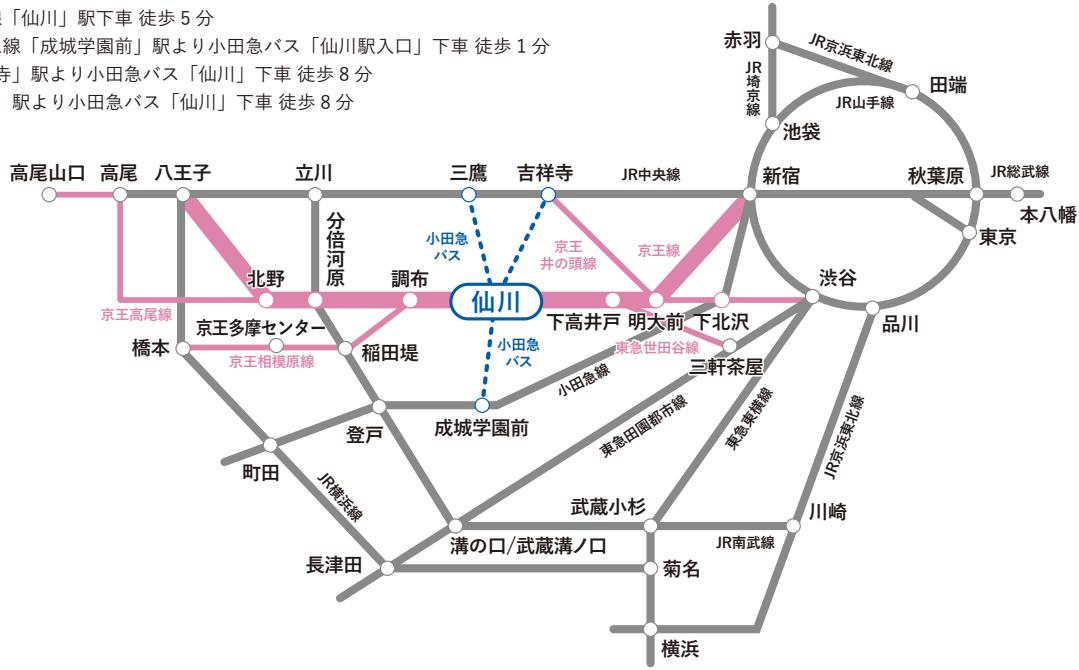 線「仙川」駅下車 徒歩 5 分
線「成城学園前」駅より小田急バス「仙川駅入口」下車 徒歩 1 分
寺」駅より小田急バス「仙川」下車 徒歩 8 分
」駅より小田急バス「仙川」下車 徒歩 8 分
赤羽
JR京浜東北線
JR埼京線
田端
JR山手線
池袋
高尾山口
高尾
八王子
立川
三鷹
吉祥寺
JR中央線
新宿
秋葉原
JR総武線
本八幡
東京
分倍河原
小田急
バス
京王
井の頭線
京王線
北野
調布
仙川
渋谷
京王高尾線
下高井戸
明大前
下北沢
品川
京王多摩センター
橋本
京王相模原線
稲田堤
小田急
バス
東急世田谷線
三軒茶屋
小田急線
成城学園前
登戸
東急田園都市線
東急東横線
JR京浜東北線
町田
JR横浜線
武蔵小杉
川崎
溝の口/武蔵溝ノ口
JR南武線
長津田
菊名
横浜